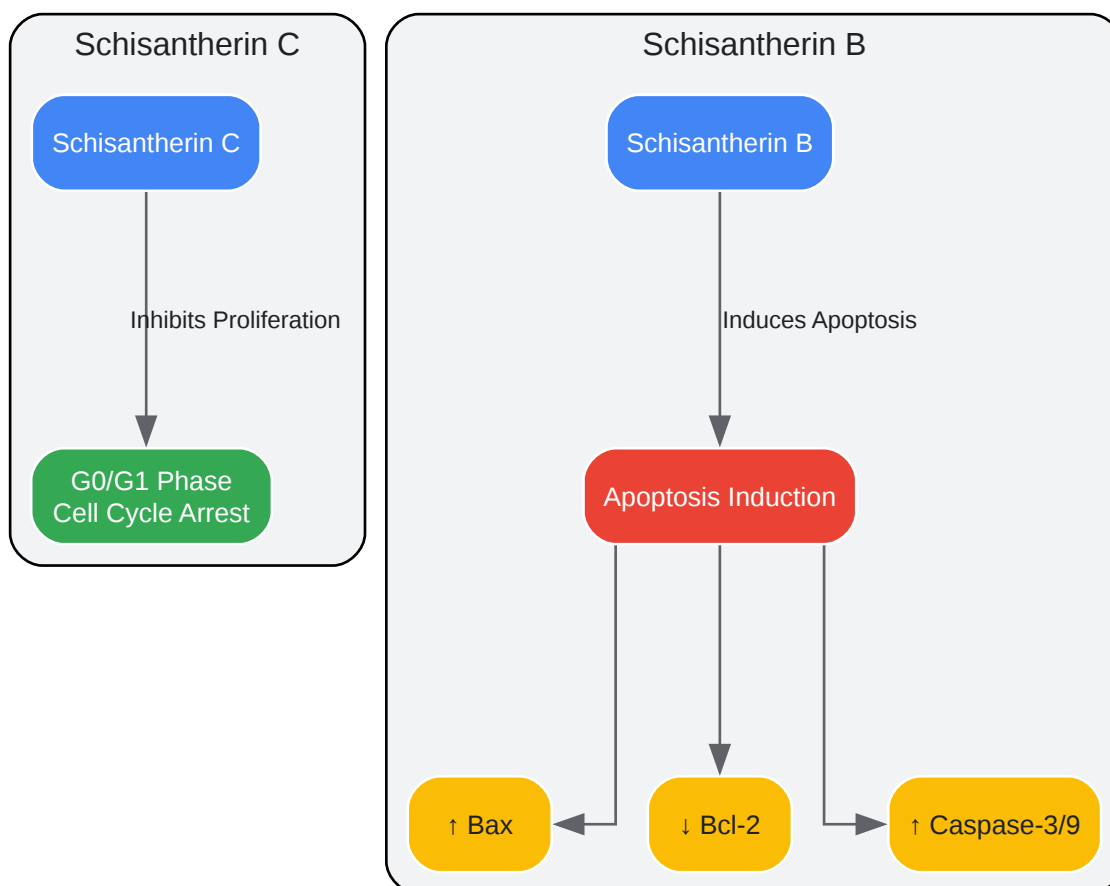 Schisantherin C
Schisantherin C
Inhibits Proliferation
G0/G1 Phase
Cell Cycle Arrest
Schisantherin B
Schisantherin B
Induces Apoptosis
Apoptosis Induction
↑ Bax
↓ Bcl-2
↑ Caspase-3/9